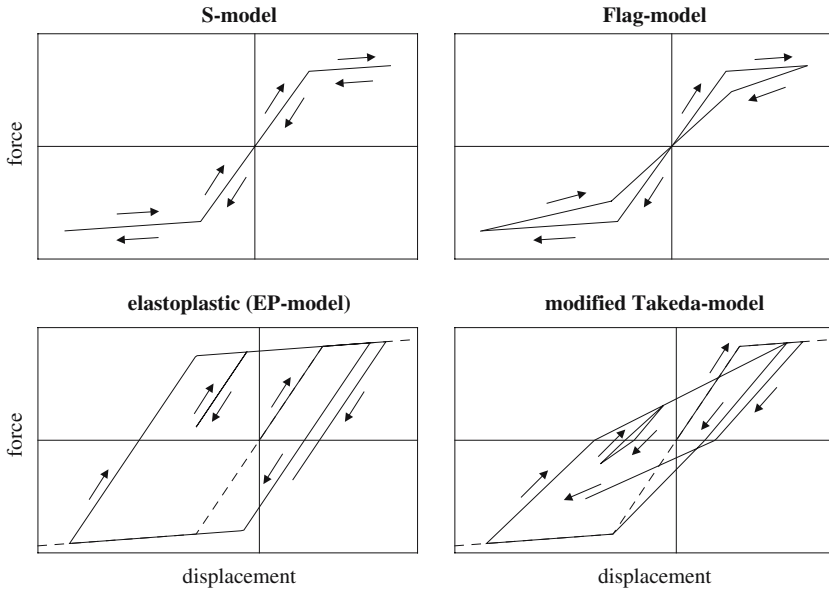 S-model
Flag-model
force
elastoplastic (EP-model)
modified Takeda-model
force
displacement
displacement